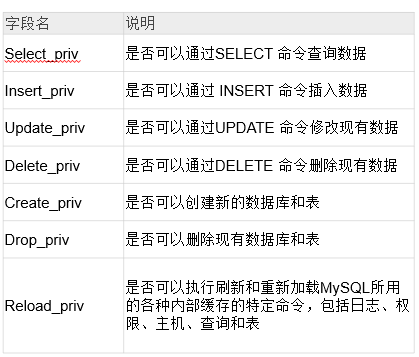 字段名 说明
Select_priv 是否可以通过SELECT 命令查询数据
Insert_priv 是否可以通过 INSERT 命令插入数据
Update_priv 是否可以通过UPDATE 命令修改现有数据
Delete_priv 是否可以通过DELETE 命令删除现有数据
Create_priv 是否可以创建新的数据库和表
Drop_priv 是否可以删除现有数据库和表
Reload_priv 是否可以执行刷新和重新加载MySQL所用
的各种内部缓存的特定命令，包括日志、权
限、主机、查询和表